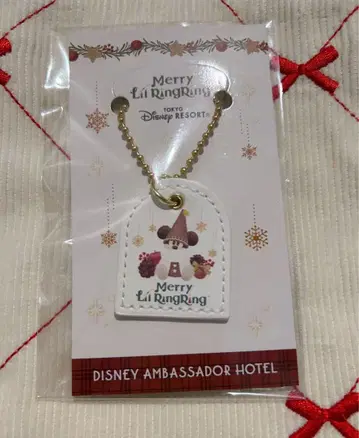 Merry
Lil RingRing
TOKYO
Disney RESORT®
Merry
Lil RingRing
DISNEY AMBASSADOR HOTEL